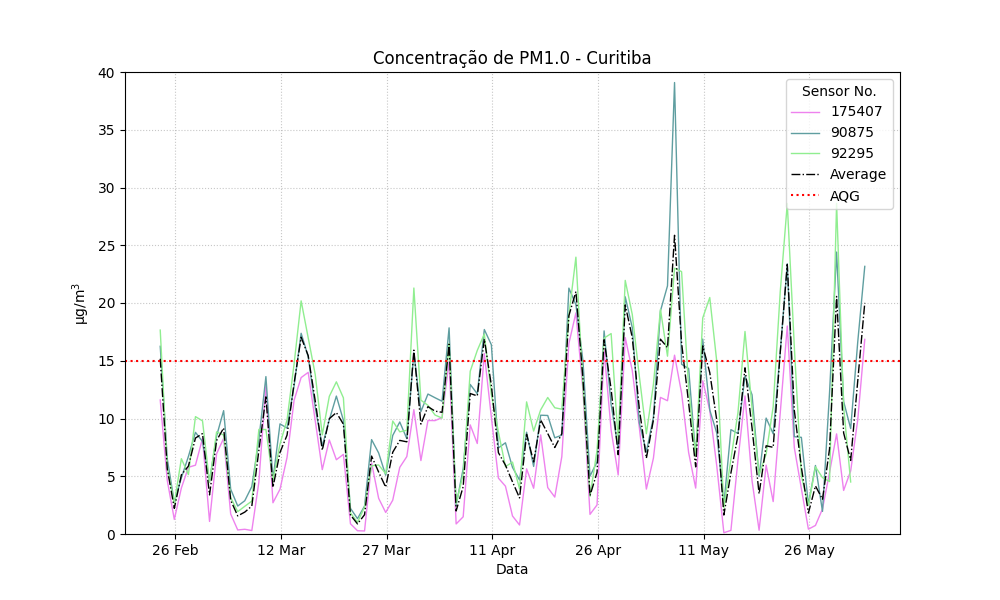 Concentração de PM1.0 - Curitiba
40
35
30
25
20
15
10
5
0
µg/m³
Sensor No.
175407
90875
92295
Average
AQG
26 Feb
12 Mar
27 Mar
11 Apr
26 Apr
11 May
26 May
Data